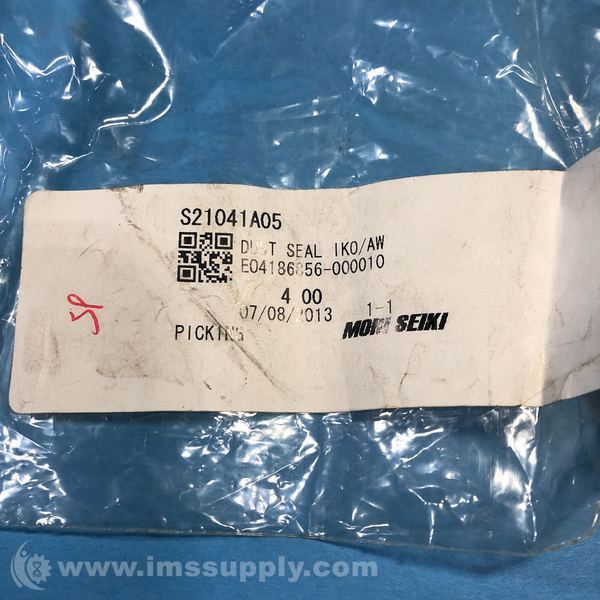 S21041A05
DUST SEAL IKO/AW
E04186856-000010
4 00
07/08/2013
1-1
PICKING
MORI SEIKI
SP
www.imssupply.com